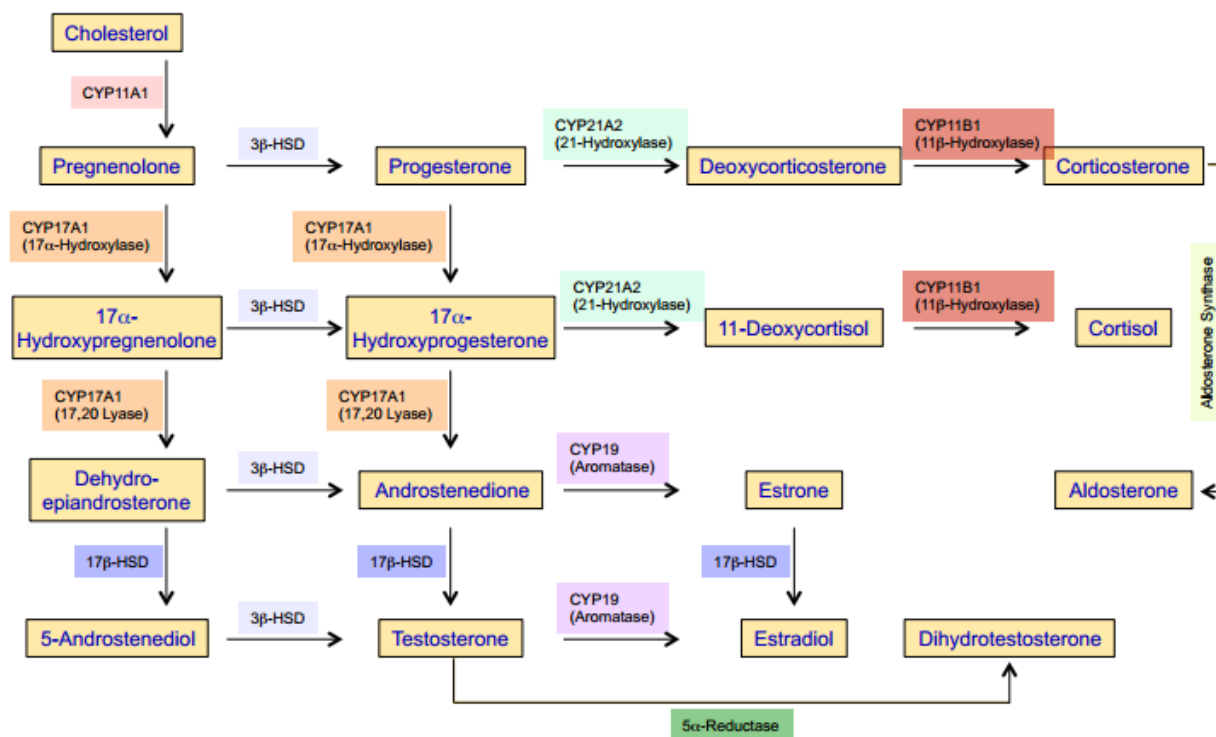 Cholesterol
CYP11A1
Pregnenolone
3β-HSD
Progesterone
CYP21A2
(21-Hydroxylase)
Deoxycorticosterone
CYP11B1
(11β-Hydroxylase)
Corticosterone
CYP17A1
(17α-Hydroxylase)
CYP17A1
(17α-Hydroxylase)
17α-
Hydroxypregnenolone
3β-HSD
17α-
Hydroxyprogesterone
CYP21A2
(21-Hydroxylase)
11-Deoxycortisol
CYP11B1
(11β-Hydroxylase)
Cortisol
Aldosterone Synthase
CYP17A1
(17,20 Lyase)
CYP17A1
(17,20 Lyase)
Dehydro-
epiandrosterone
3β-HSD
Androstenedione
CYP19
(Aromatase)
Estrone
Aldosterone
17β-HSD
17β-HSD
17β-HSD
5-Androstenediol
3β-HSD
Testosterone
CYP19
(Aromatase)
Estradiol
Dihydrotestosterone
5α-Reductase